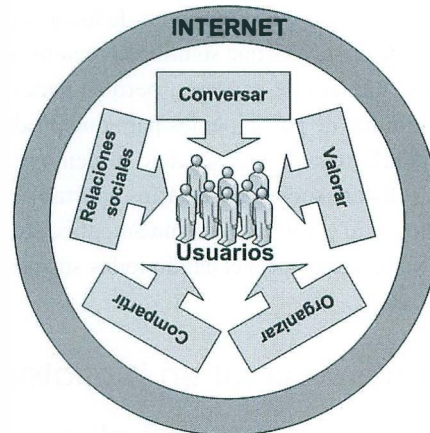 INTERNET
Conversar
Relaciones
sociales
Valorar
Usuarios
Compartir
Organizar